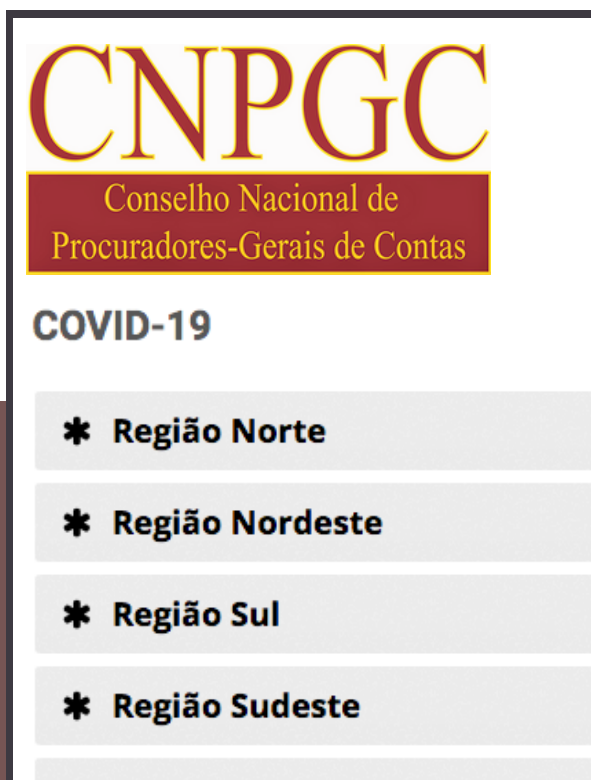 CNPGC
Conselho Nacional de
Procuradores-Gerais de Contas
COVID-19
✱ Região Norte
✱ Região Nordeste
✱ Região Sul
✱ Região Sudeste